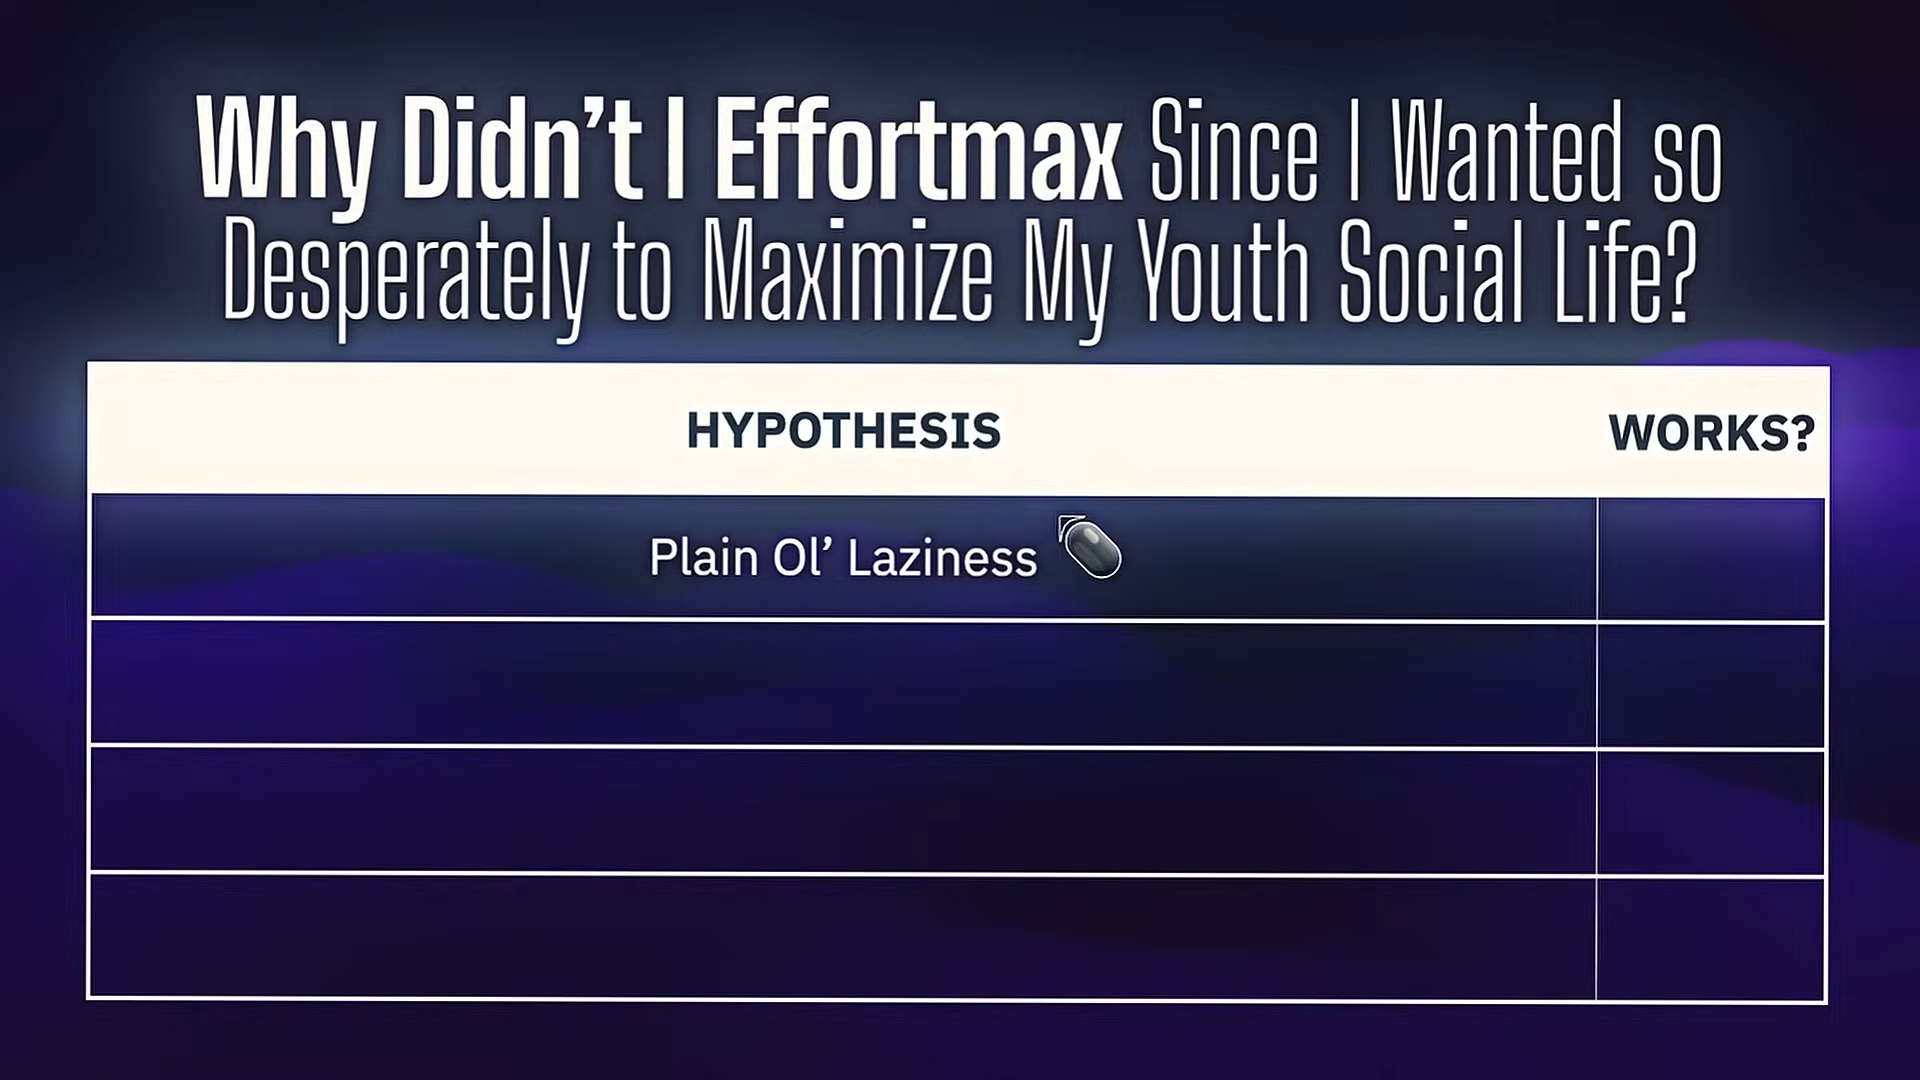 Why Didn’t I Effortmax Since I Wanted so
Desperately to Maximize My Youth Social Life?
HYPOTHESIS
WORKS?
Plain Ol’ Laziness